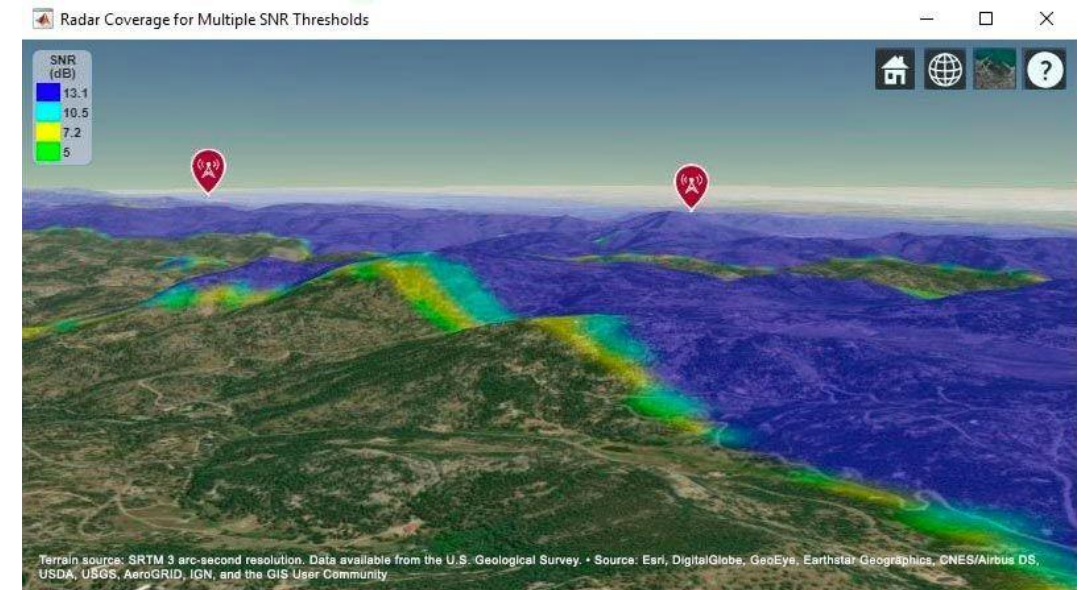 Radar Coverage for Multiple SNR Thresholds
SNR
(dB)
13.1
10.5
7.2
5
?
Terrain source: SRTM 3 arc-second resolution. Data available from the U.S. Geological Survey. • Source: Esri, DigitalGlobe, GeoEye, Earthstar Geographics, CNES/Airbus DS,
USDA, USGS, AeroGRID, IGN, and the GIS User Community